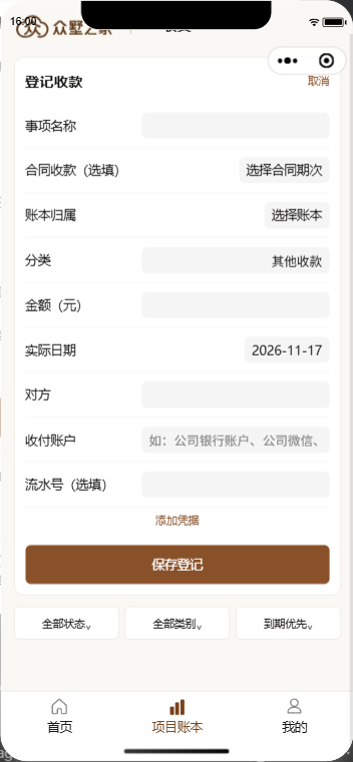 16:00
众墅之家
登记收款
取消
事项名称
合同收款（选填）
选择合同期次
账本归属
选择账本
分类
其他收款
金额（元）
实际日期
2026-11-17
对方
收付账户
如：公司银行账户、公司微信、
流水号（选填）
添加凭据
保存登记
全部状态
全部类别
到期优先
首页
项目账本
我的